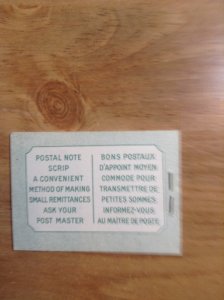 POSTAL NOTE
SCRIP
A CONVENIENT
METHOD OF MAKING
SMALL REMITTANCES
ASK YOUR
POST MASTER
BONS POSTAUX:
D'APPOINT MOYEN
COMMODE POUR
TRANSMETTRE DE
PETITES SOMMES:
INFORMEZ-VOUS
AU MAITRE DE POSTE